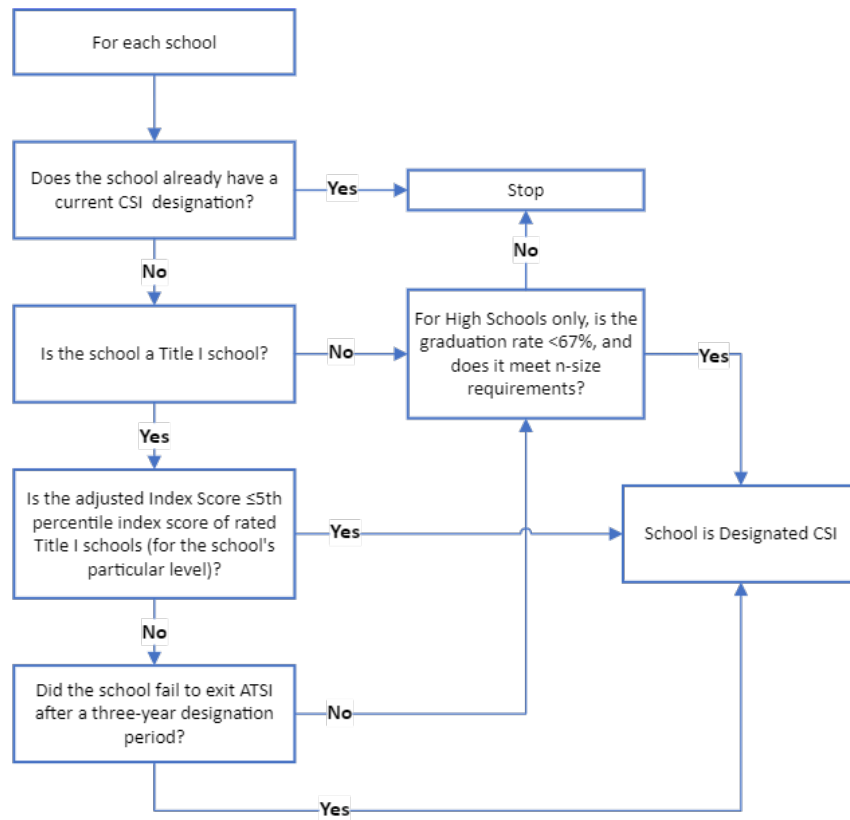 For each school
Does the school already have a
current CSI designation?
Yes
Stop
No
No
Is the school a Title I school?
No
For High Schools only, is the
graduation rate <67%, and
does it meet n-size
requirements?
Yes
Yes
Is the adjusted Index Score ≤5th
percentile index score of rated
Title I schools (for the school's
particular level)?
Yes
School is Designated CSI
No
Did the school fail to exit ATSI
after a three-year designation
period?
No
Yes